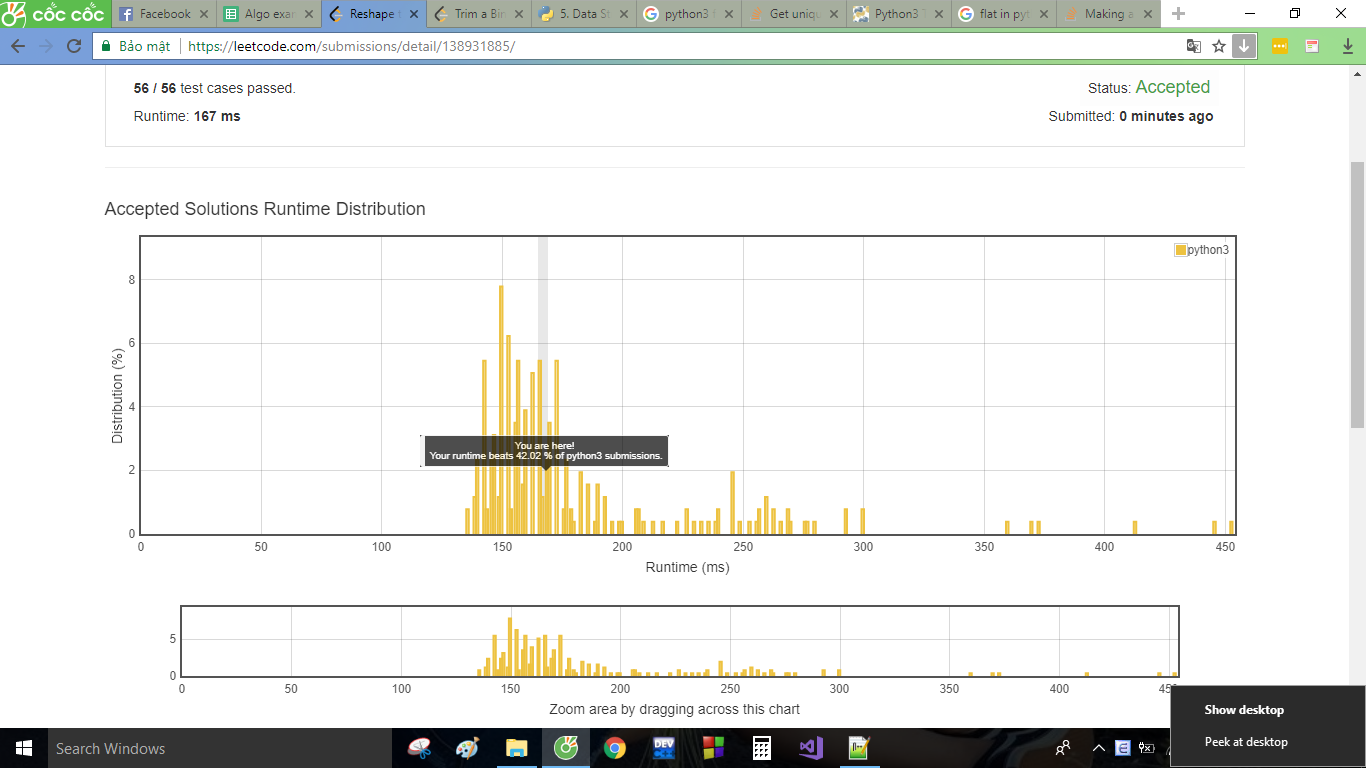 cốc cốc
Facebook
Algo exa
Reshape
Trim a Bi
5. Data St
python3
Get uniq
Python3
flat in pyt
Making a
Bảo mật
https://leetcode.com/submissions/detail/138931885/
56 / 56 test cases passed.
Status: Accepted
Runtime: 167 ms
Submitted: 0 minutes ago
Accepted Solutions Runtime Distribution
python3
8
6
4
2
0
Distribution (%)
You are here!
Your runtime beats 42.02 % of python3 submissions.
0 50 100 150 200 250 300 350 400 450
Runtime (ms)
5
0
0 50 100 150 200 250 300 350 400 45
Zoom area by dragging across this chart
Show desktop
Peek at desktop
Search Windows
DEV
E